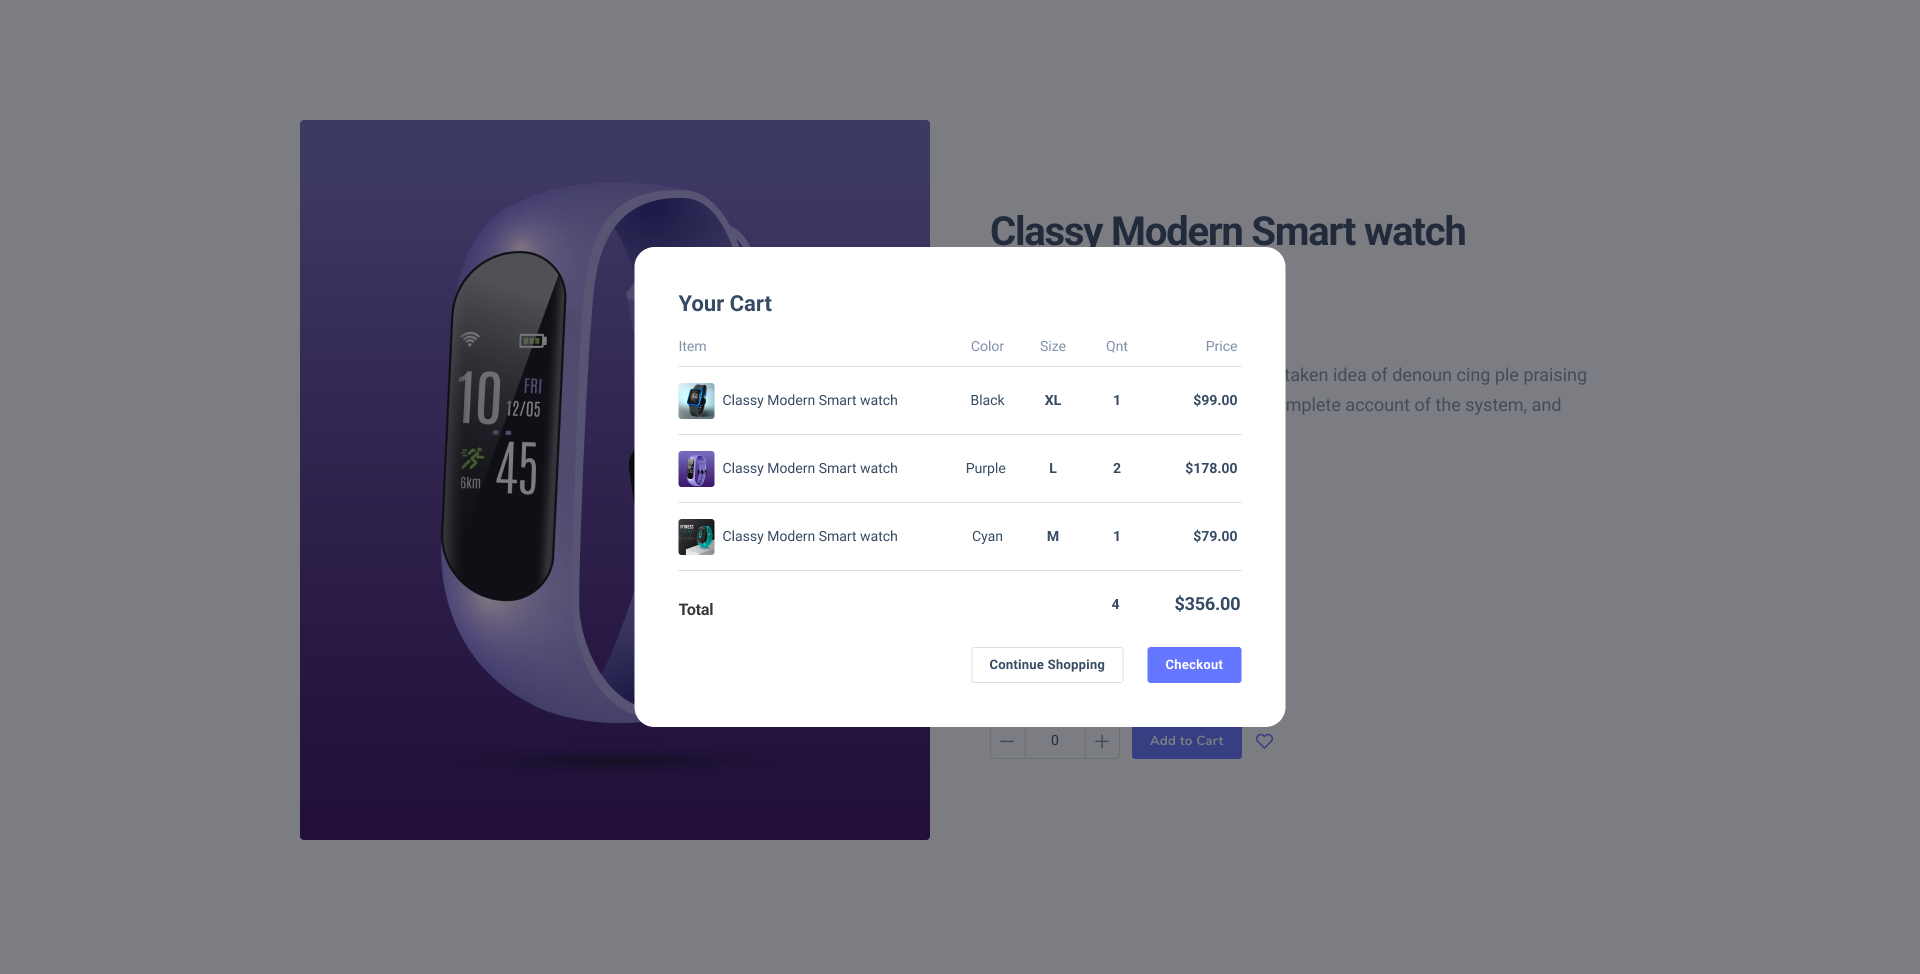 Classy Modern Smart watch
Your Cart
Item Color Size Qnt Price
Classy Modern Smart watch Black XL 1 $99.00
Classy Modern Smart watch Purple L 2 $178.00
FITNESS
Classy Modern Smart watch Cyan M 1 $79.00
Total 4 $356.00
Continue Shopping Checkout
taken idea of denoun cing ple praising
mplete account of the system, and
10 FRI
12/05
45
6km
0 Add to Cart